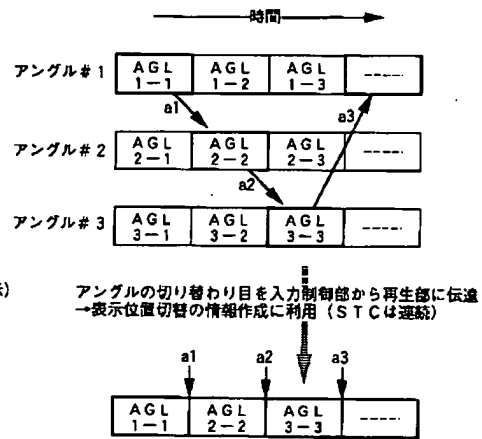 時間
アングル#1
AGL 1-1
AGL 1-2
AGL 1-3
-----
a1
a3
アングル#2
AGL 2-1
AGL 2-2
AGL 2-3
-----
a2
アングル#3
AGL 3-1
AGL 3-2
AGL 3-3
-----
アングルの切り替わり目を入力制御部から再生部に伝達
→表示位置切替の情報作成に利用(STCは連続)
a1
a2
a3
AGL 1-1
AGL 2-2
AGL 3-3
-----